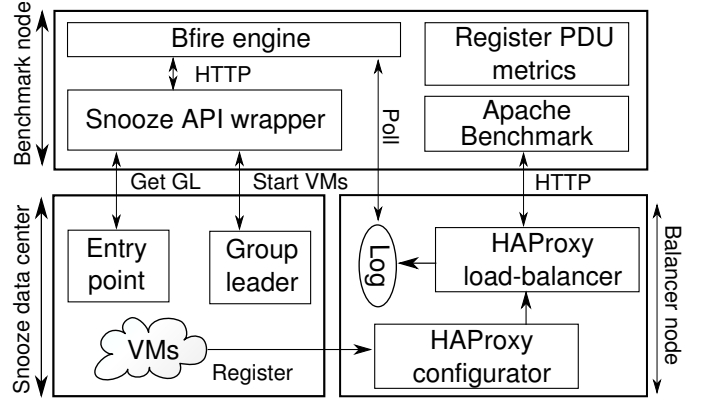 Benchmark node
Bfire engine
HTTP
Snooze API wrapper
Poll
Register PDU
metrics
Apache
Benchmark
Get GL
Start VMs
HTTP
Snooze data center
Entry
point
Group
leader
VMs
Register
Log
HAProxy
load-balancer
HAProxy
configurator
Balancer node